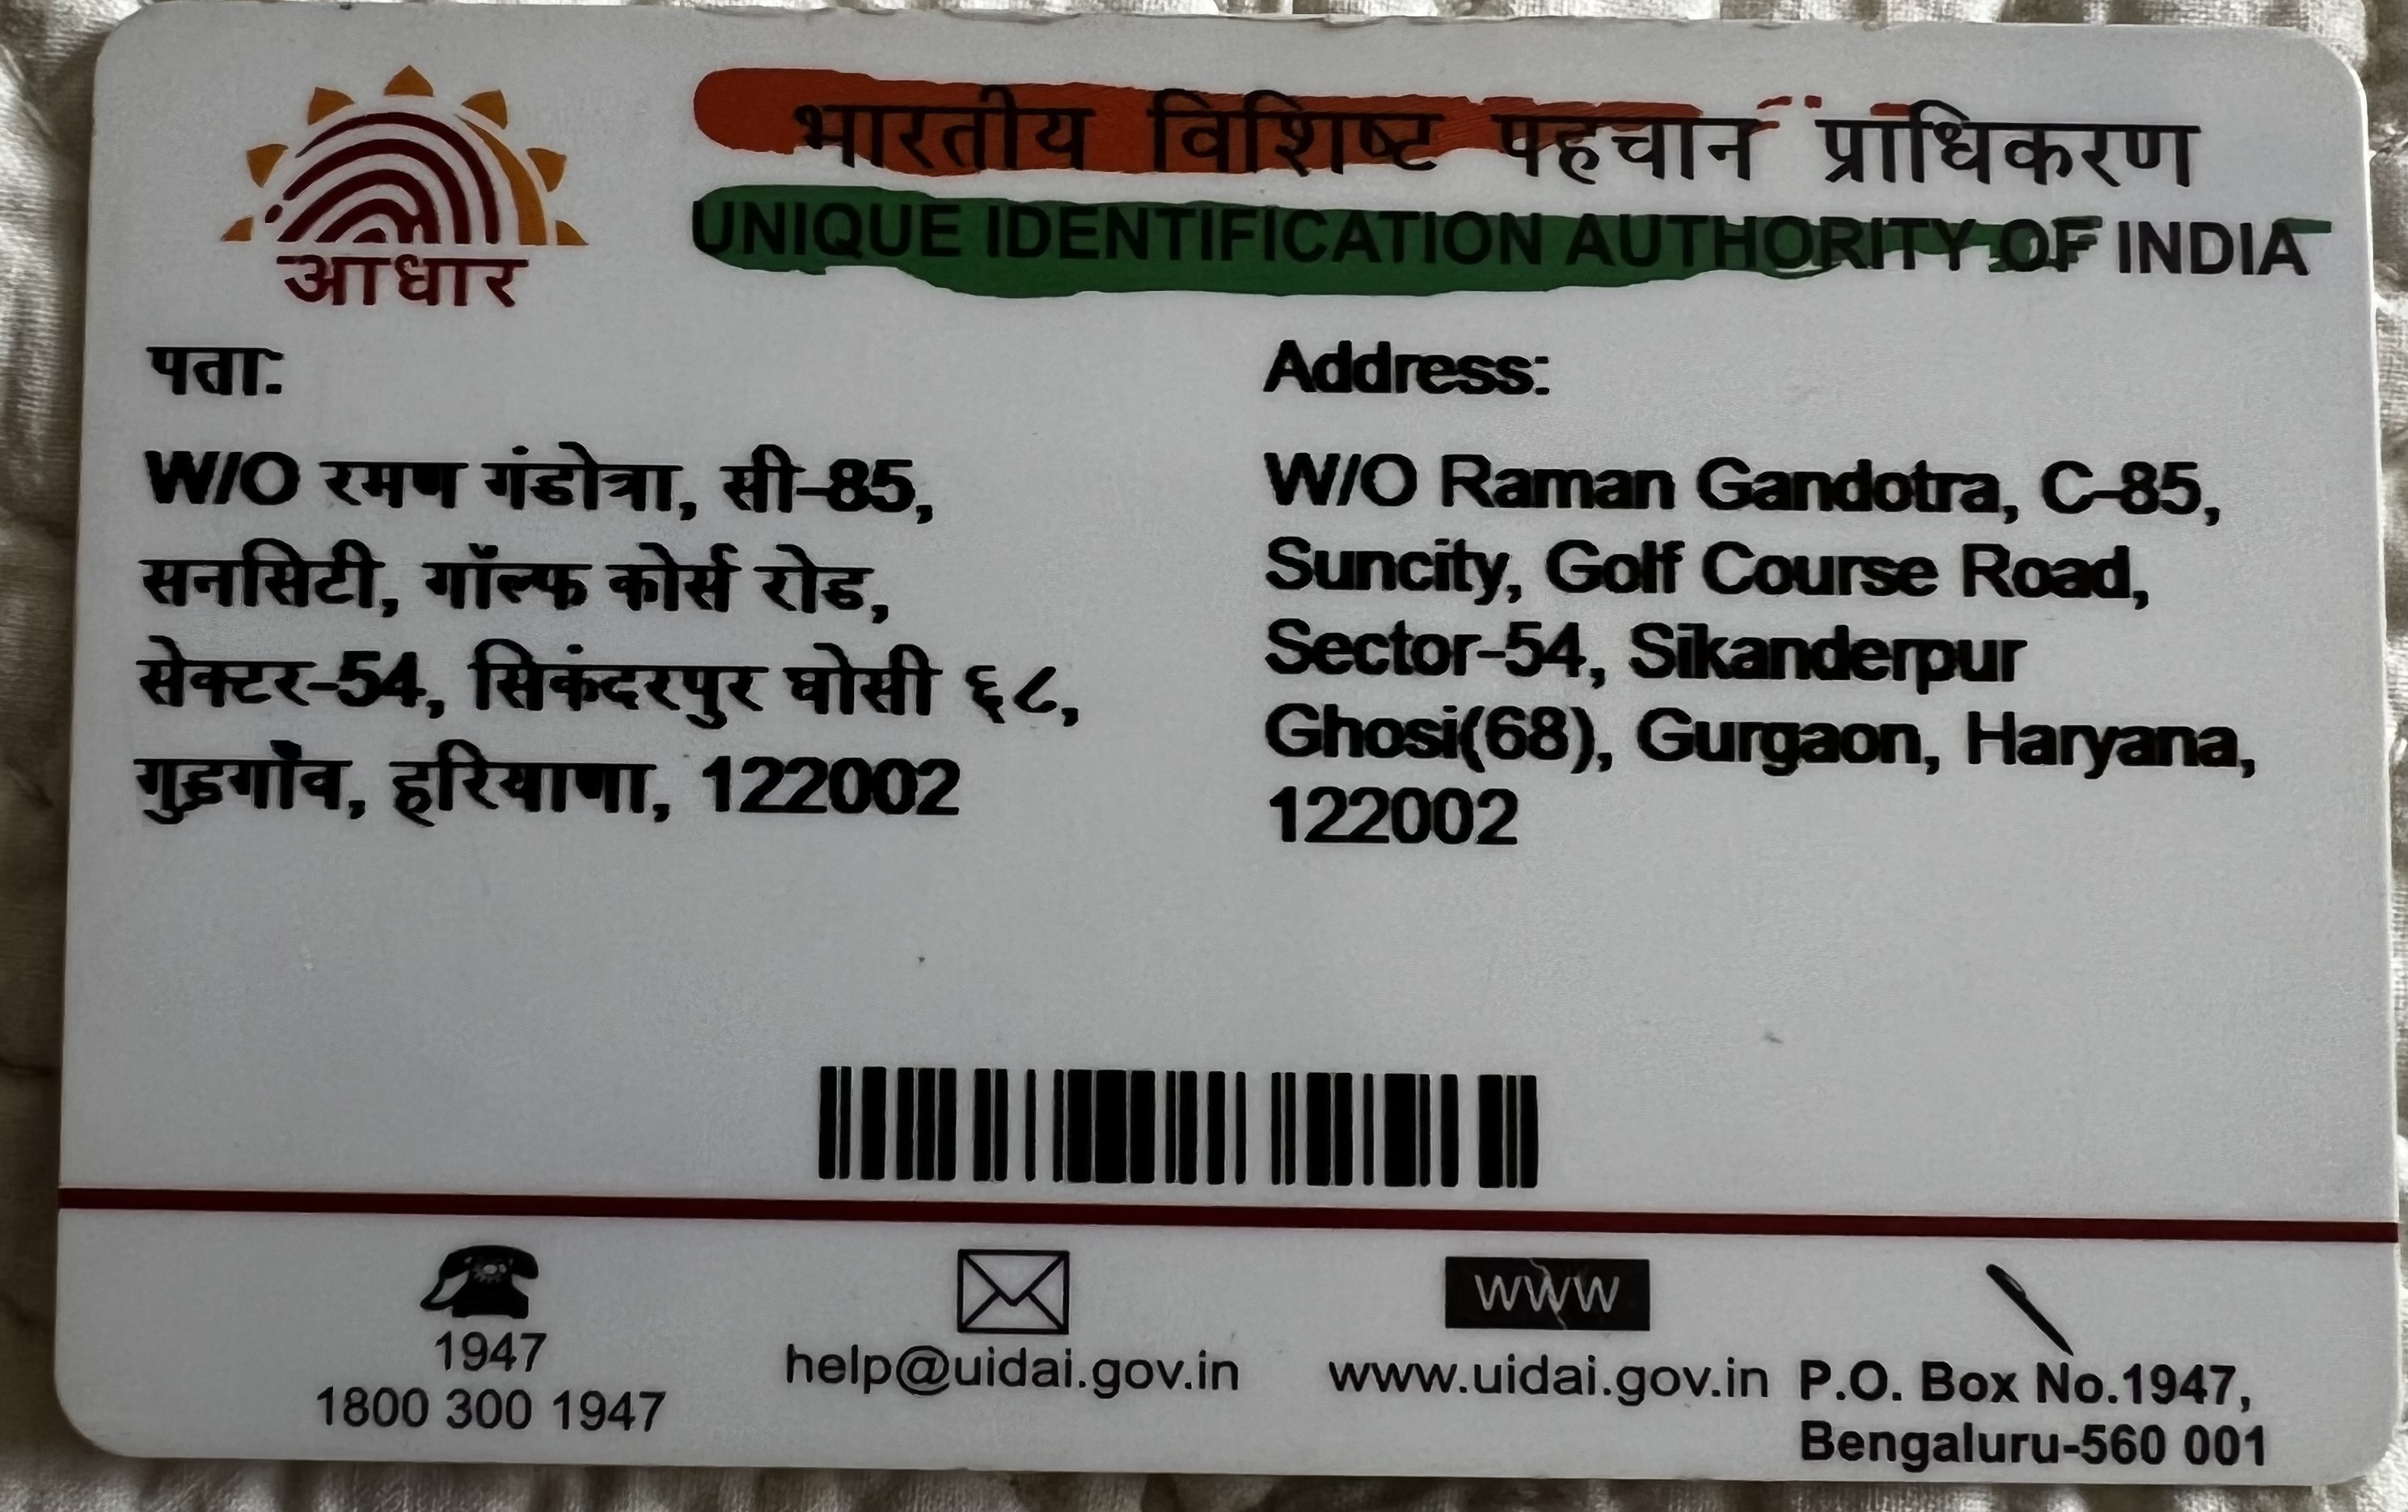 भारतीय विशिष्ट पहचान प्राधिकरण
UNIQUE IDENTIFICATION AUTHORITY OF INDIA
आधार
पता:
W/O रमण गंडोत्रा, सी-85,
सनसिटी, गॉल्फ कोर्स रोड,
सेक्टर-54, सिकंदरपुर घोसी ६८,
गुड़गाँव, हरियाणा, 122002
Address:
W/O Raman Gandotra, C-85,
Suncity, Golf Course Road,
Sector-54, Sikanderpur
Ghosi(68), Gurgaon, Haryana,
122002
1947
1800 300 1947
help@uidai.gov.in
WWW
www.uidai.gov.in
P.O. Box No.1947,
Bengaluru-560 001